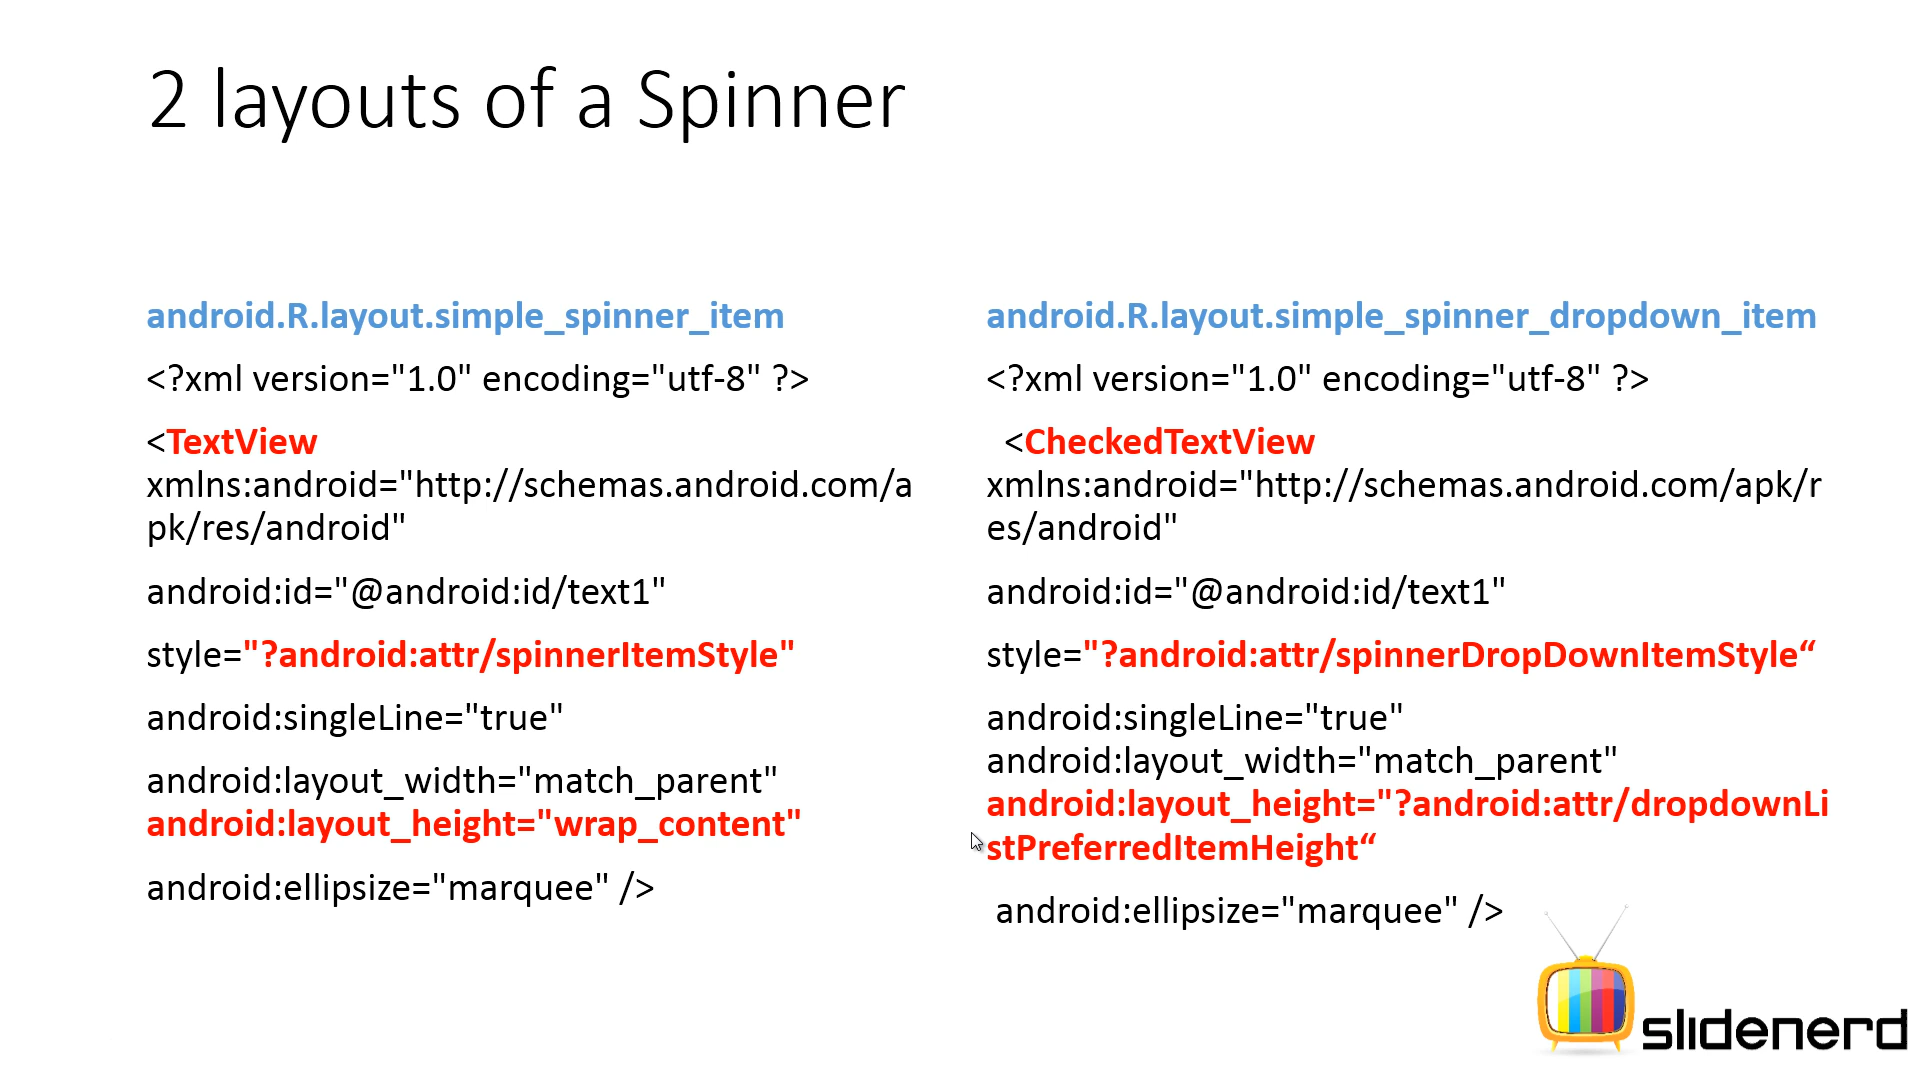 2 layouts of a Spinner
android.R.layout.simple_spinner_item
<?xml version="1.0" encoding="utf-8" ?>
<TextView
xmlns:android="http://schemas.android.com/a
pk/res/android"
android:id="@android:id/text1"
style="?android:attr/spinnerItemStyle"
android:singleLine="true"
android:layout_width="match_parent"
android:layout_height="wrap_content"
android:ellipsize="marquee" />
android.R.layout.simple_spinner_dropdown_item
<?xml version="1.0" encoding="utf-8" ?>
<CheckedTextView
xmlns:android="http://schemas.android.com/apk/r
es/android"
android:id="@android:id/text1"
style="?android:attr/spinnerDropDownItemStyle“
android:singleLine="true"
android:layout_width="match_parent"
android:layout_height="?android:attr/dropdownLi
stPreferredItemHeight“
android:ellipsize="marquee" />
slidenerd